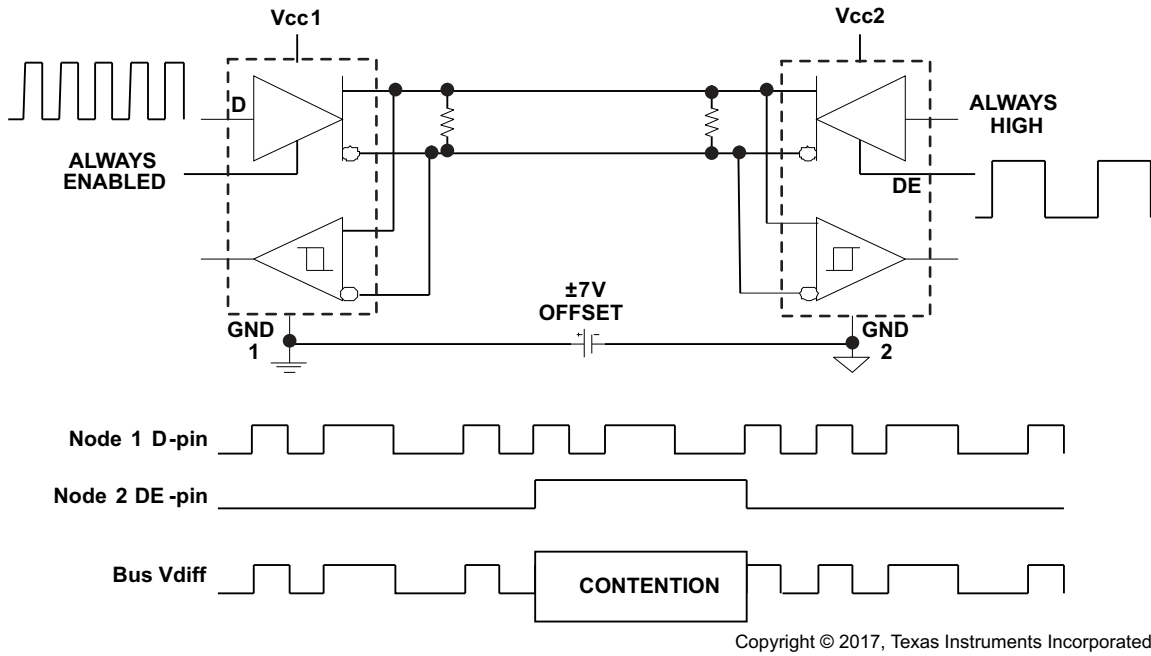 Vcc1
Vcc2
D
ALWAYS
ENABLED
ALWAYS
HIGH
DE
±7V
OFFSET
GND
1
GND
2
Node 1 D-pin
Node 2 DE-pin
Bus Vdiff
CONTENTION
Copyright © 2017, Texas Instruments Incorporated